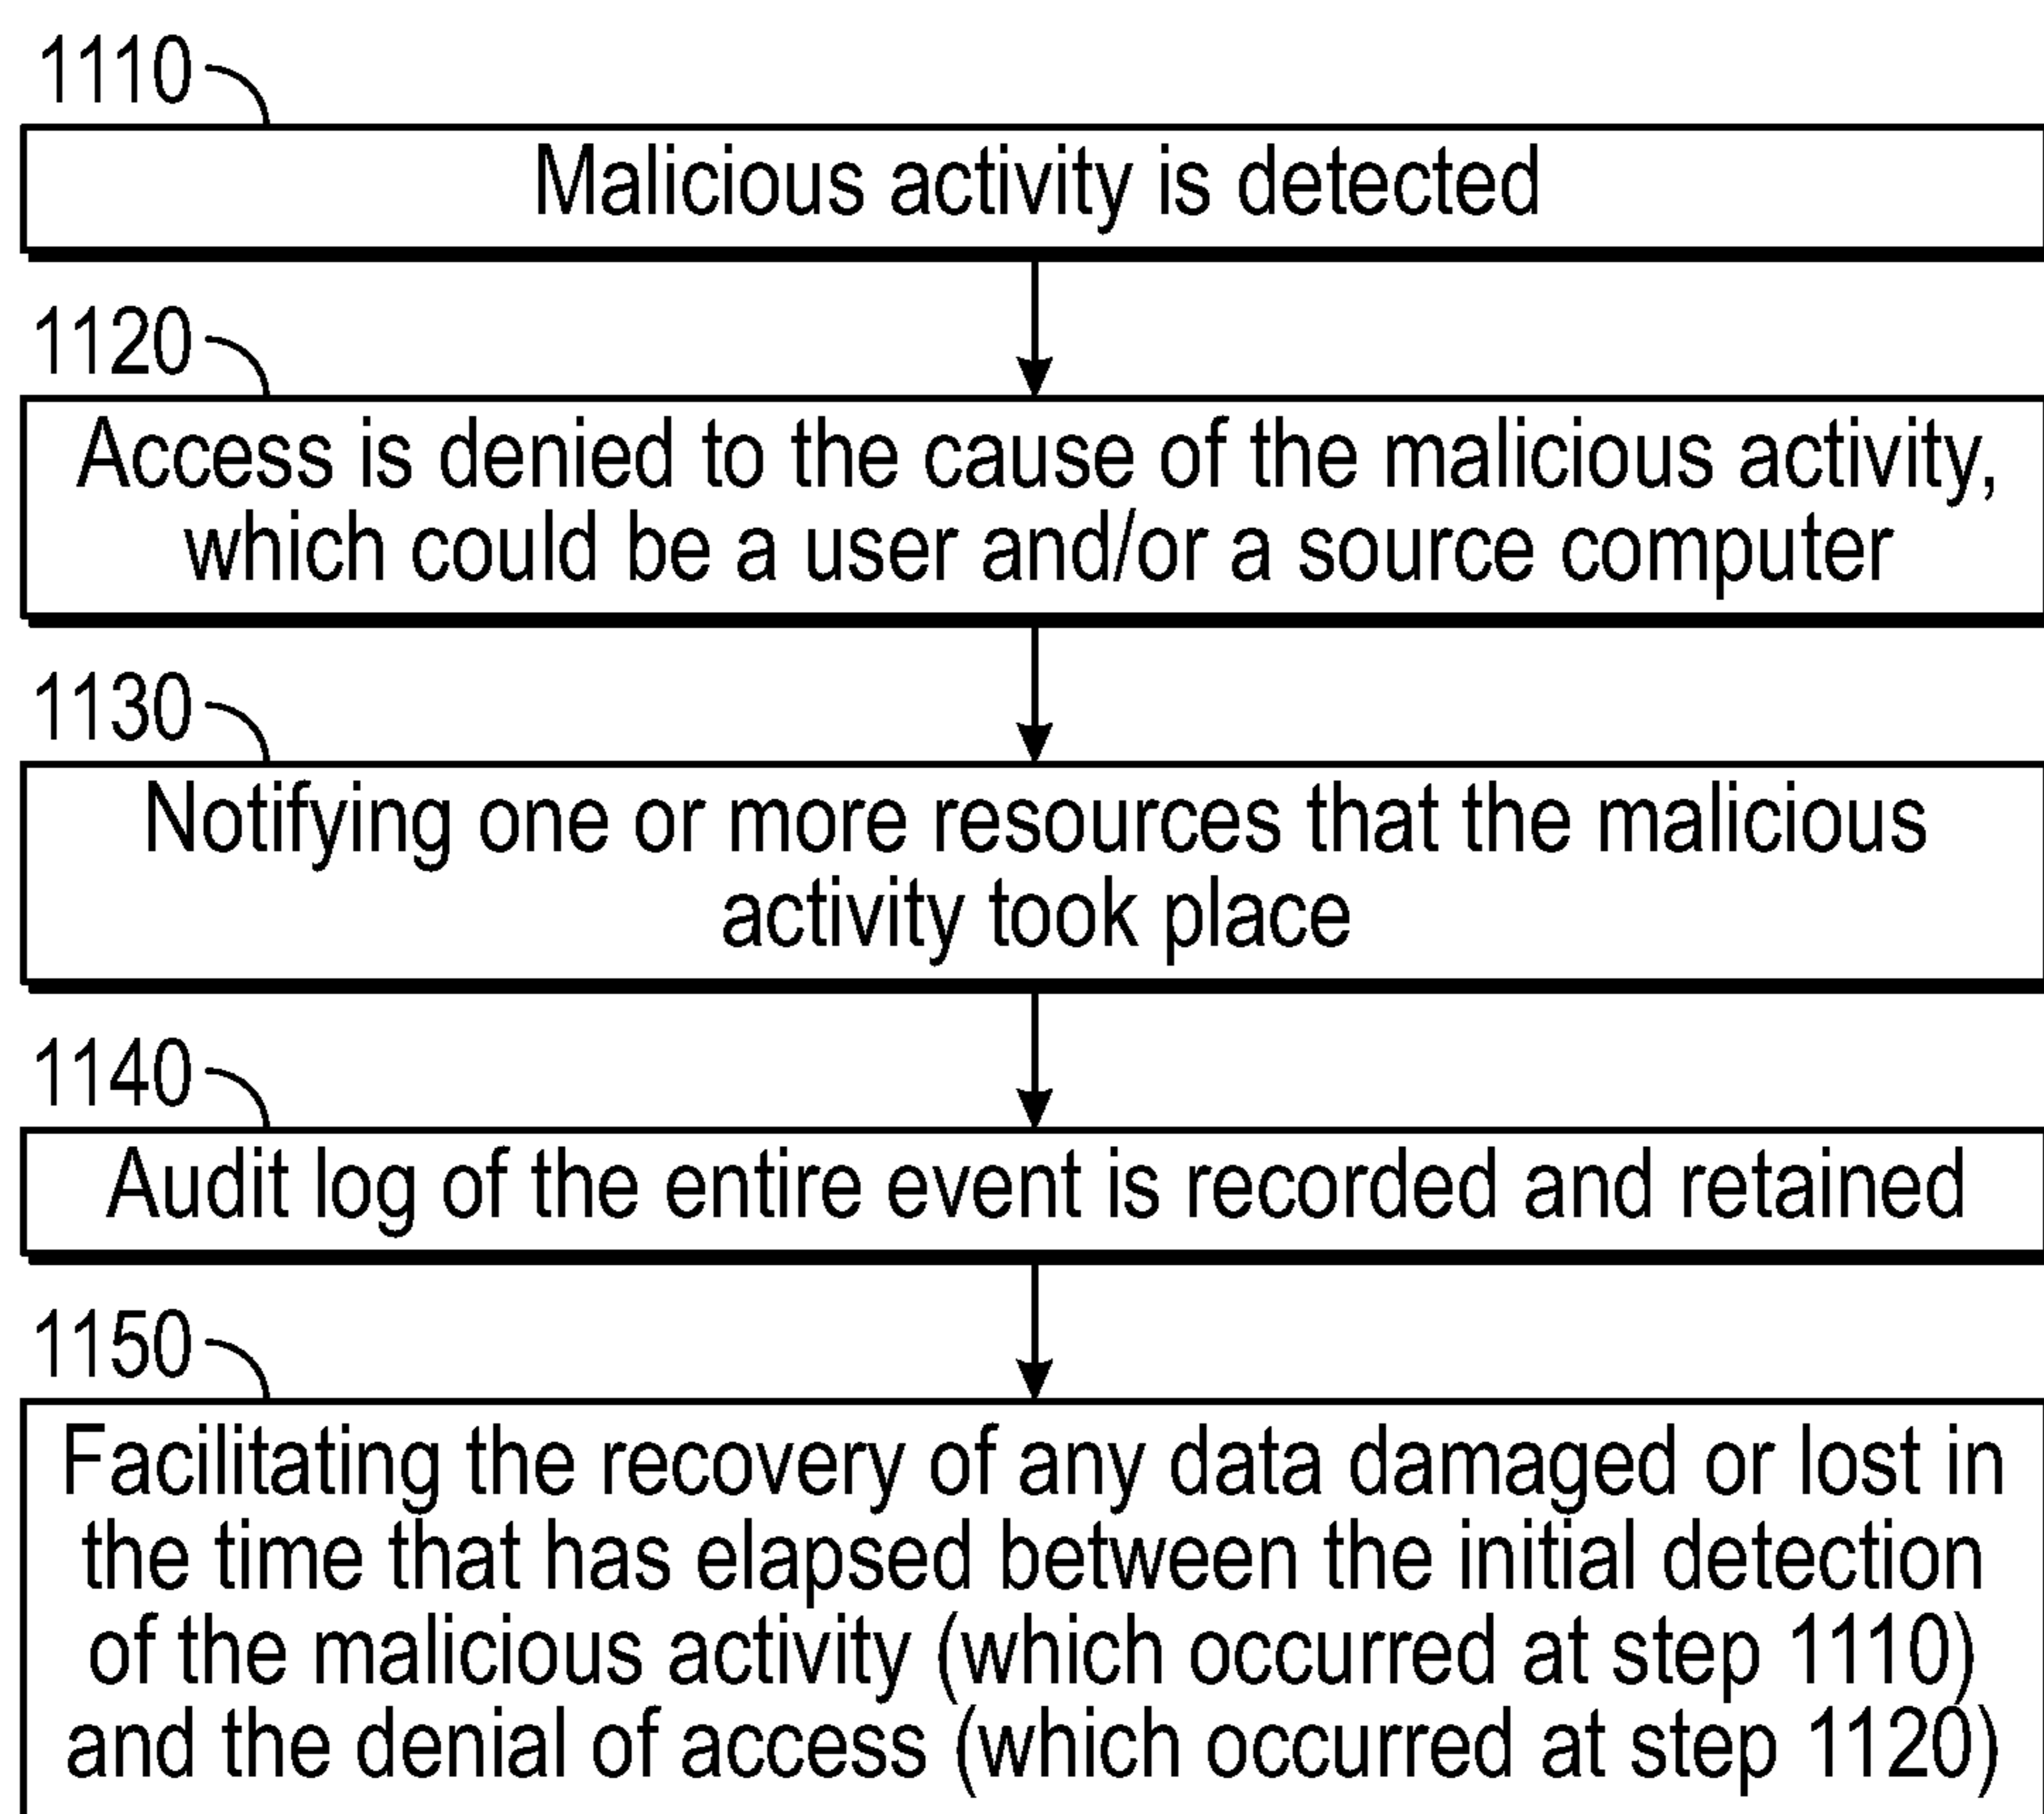 1110
Malicious activity is detected
1120
Access is denied to the cause of the malicious activity,
which could be a user and/or a source computer
1130
Notifying one or more resources that the malicious
activity took place
1140
Audit log of the entire event is recorded and retained
1150
Facilitating the recovery of any data damaged or lost in
the time that has elapsed between the initial detection
of the malicious activity (which occurred at step 1110)
and the denial of access (which occurred at step 1120)